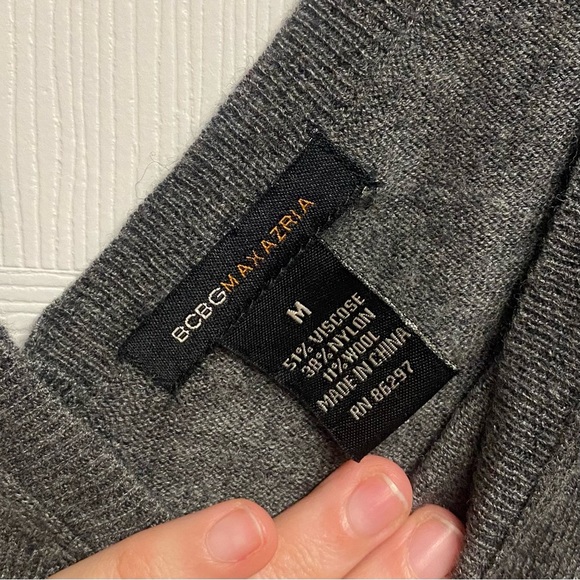 BCBGMAXAZRIA
M
51% VISCOSE
38% NYLON
11% WOOL
MADE IN CHINA
RN 86297